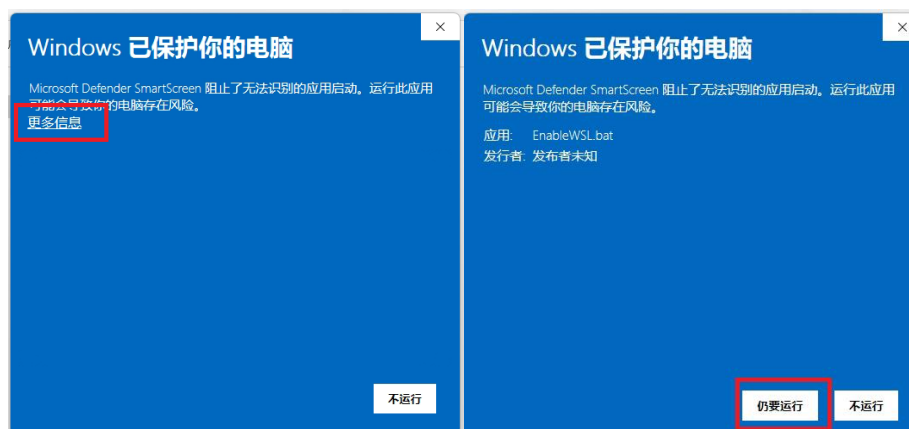 Windows 已保护你的电脑
Microsoft Defender SmartScreen 阻止了无法识别的应用启动。运行此应用
可能会导致你的电脑存在风险。
更多信息
不运行
Windows 已保护你的电脑
Microsoft Defender SmartScreen 阻止了无法识别的应用启动。运行此应用
可能会导致你的电脑存在风险。
应用: EnableWSL.bat
发行者: 发布者未知
仍要运行 不运行